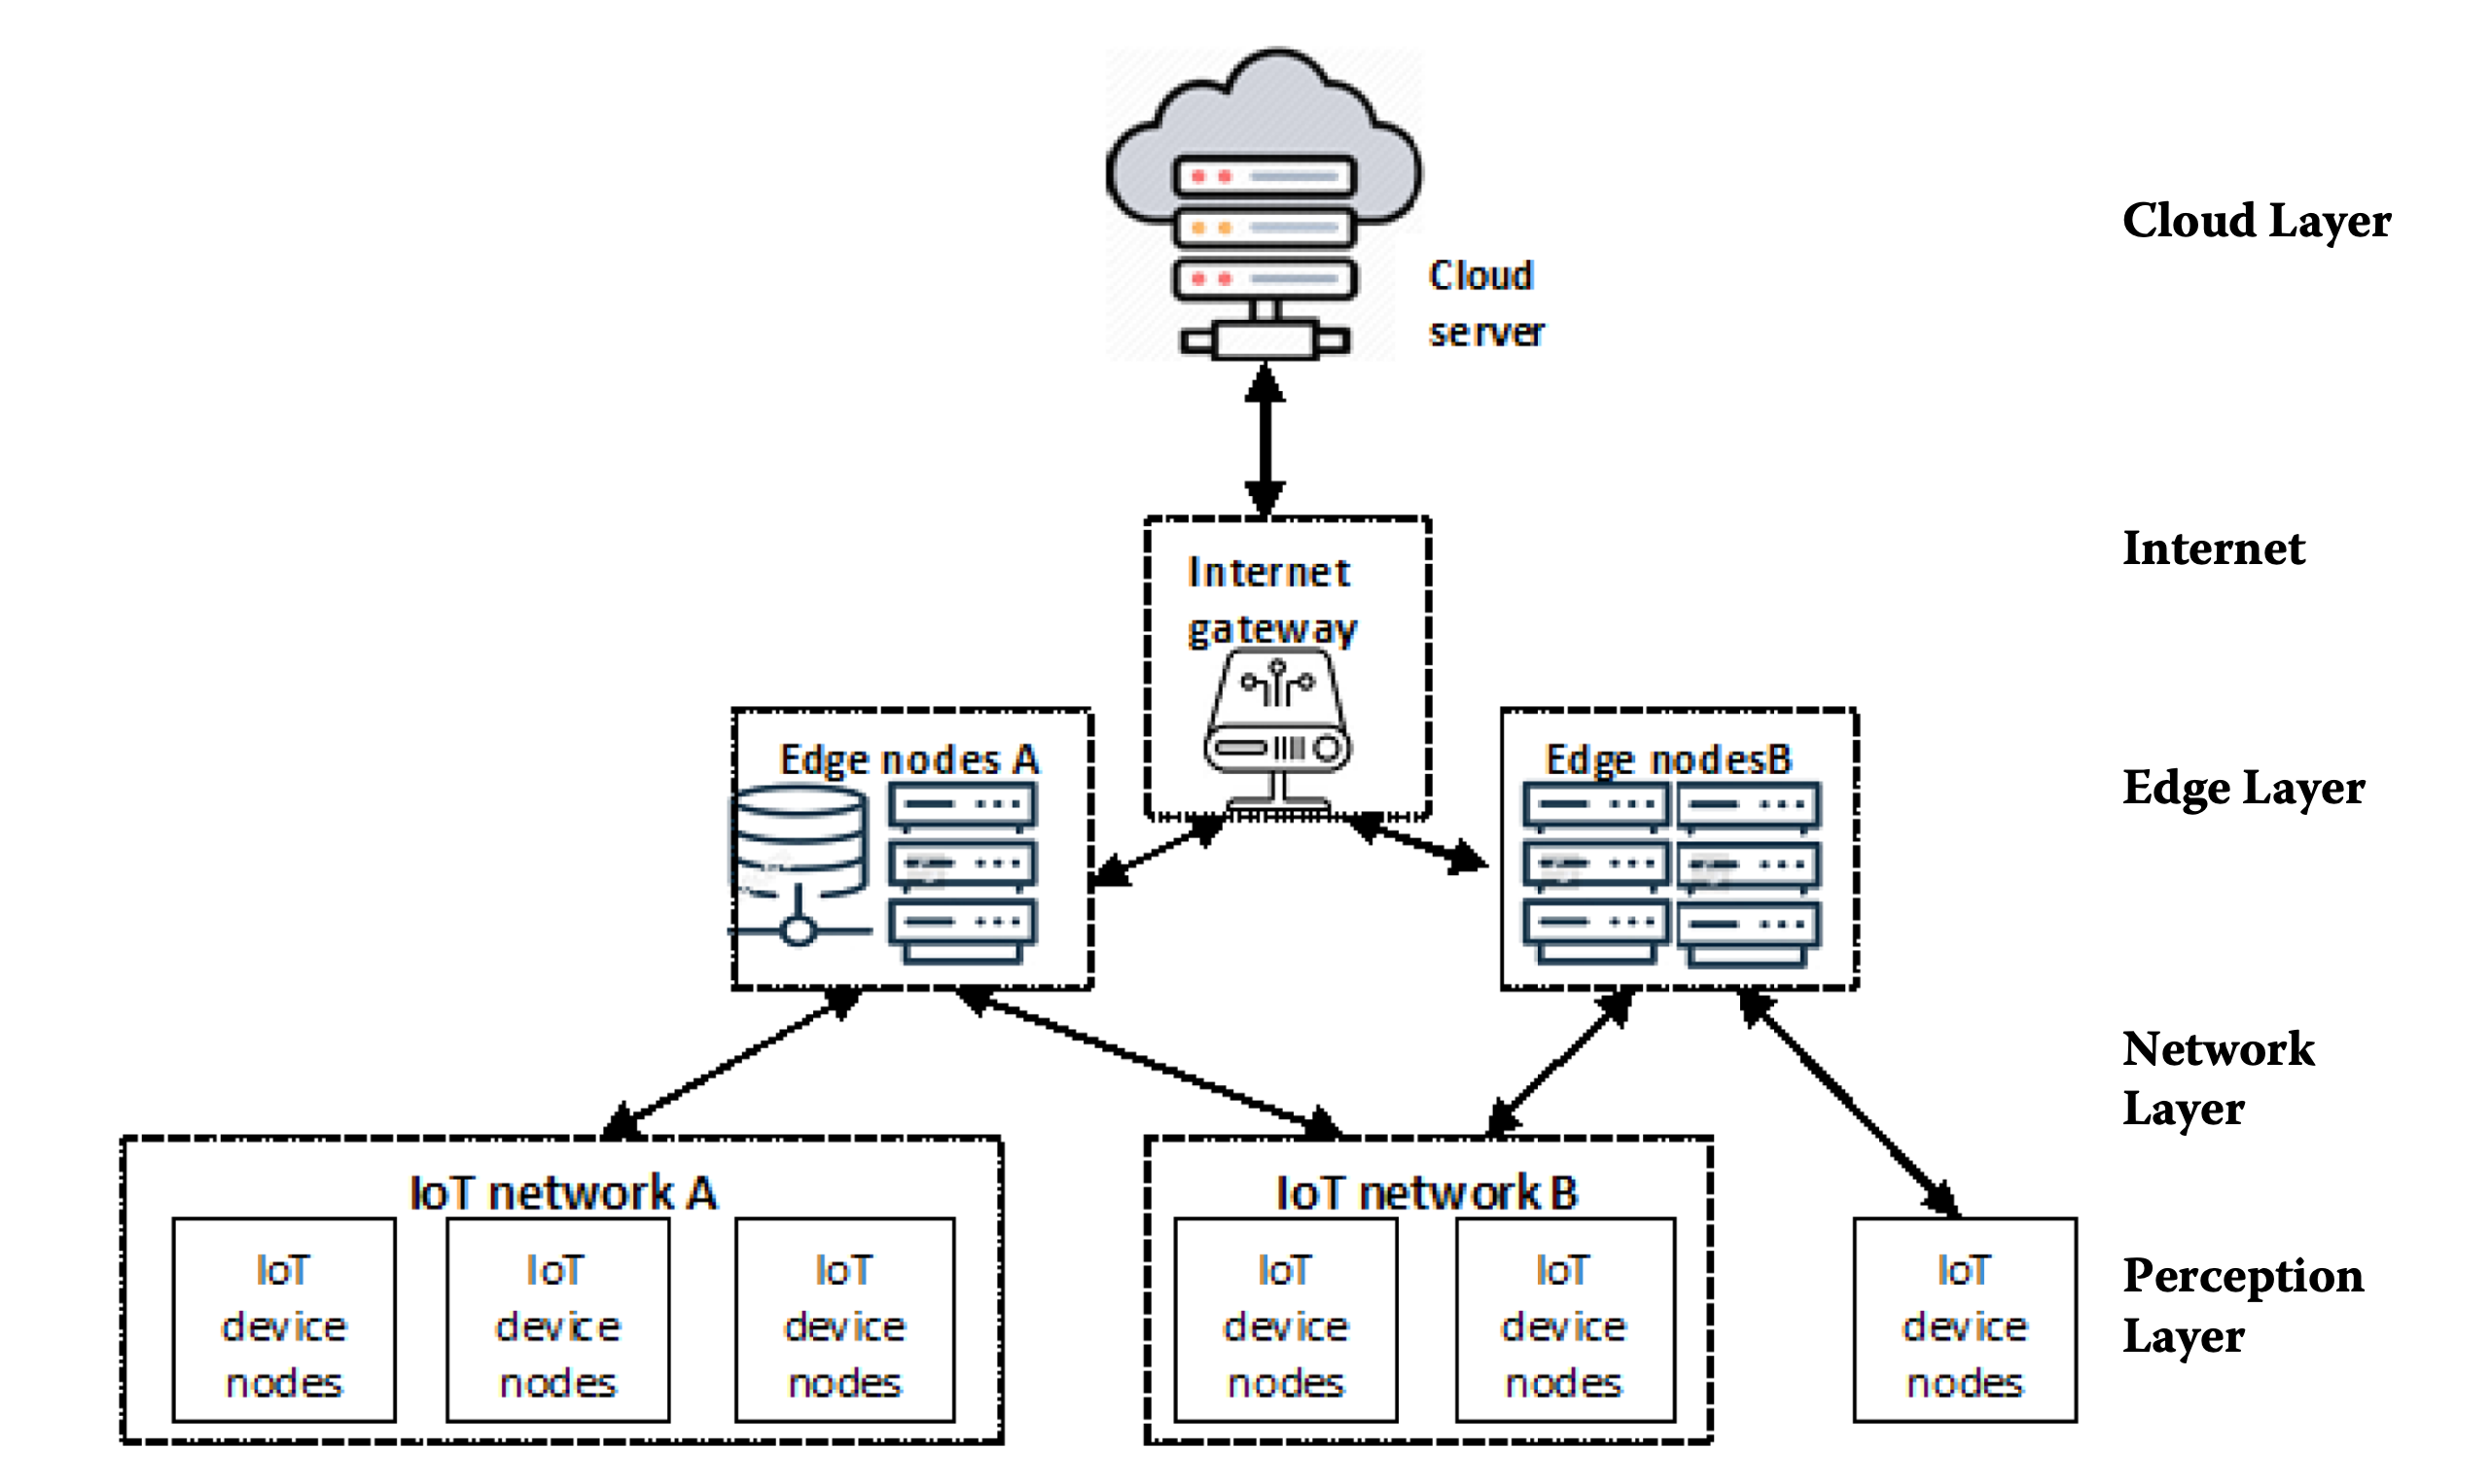 Cloud Layer
Cloud
server
Internet
Internet
gateway
Edge nodes A
Edge nodesB
Edge Layer
Network
Layer
IoT network A
IoT network B
IoT
device
nodes
IoT
device
nodes
IoT
device
nodes
IoT
device
nodes
IoT
device
nodes
IoT
device
nodes
Perception
Layer